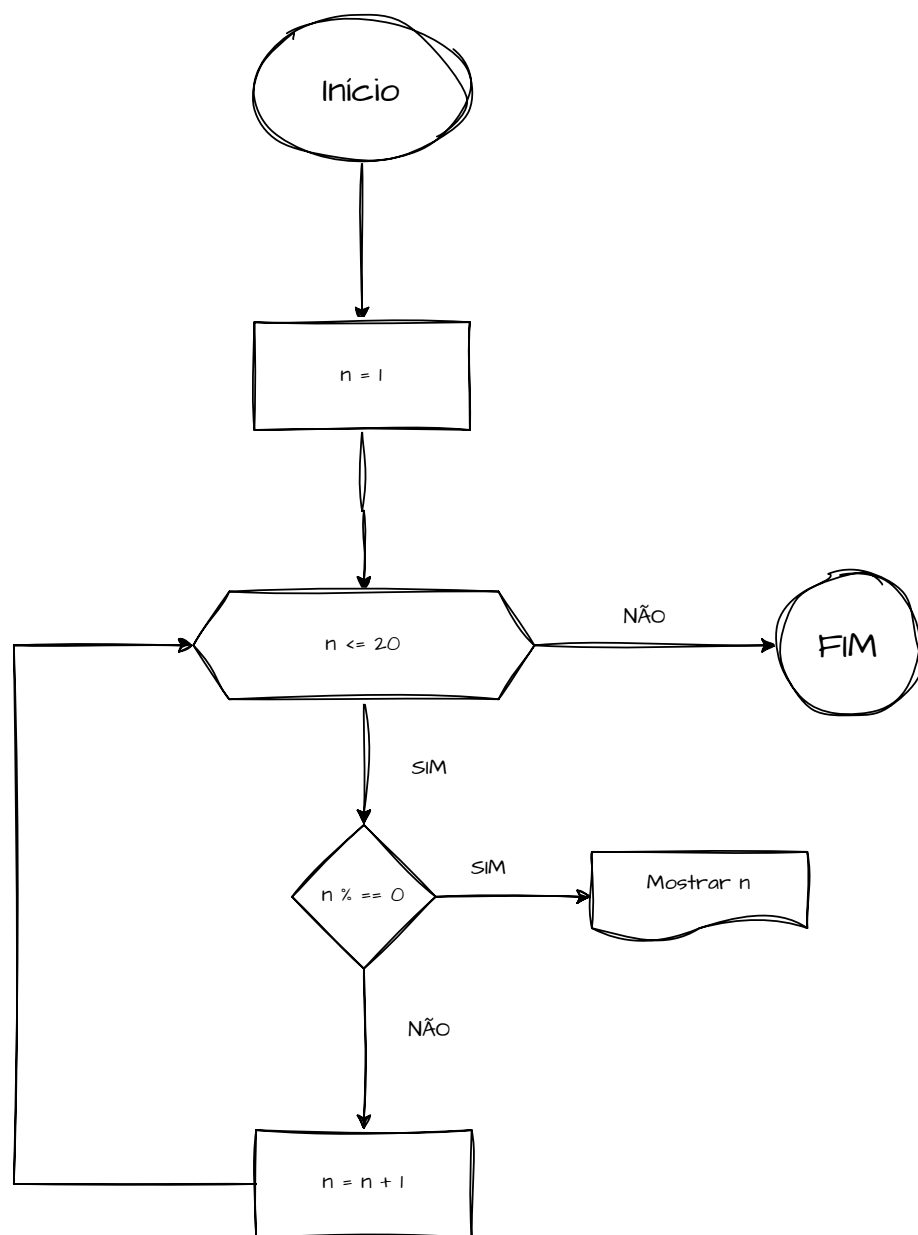 Início
n = 1
n <= 20
NÃO
FIM
SIM
n % == 0
SIM
Mostrar n
NÃO
n = n + 1